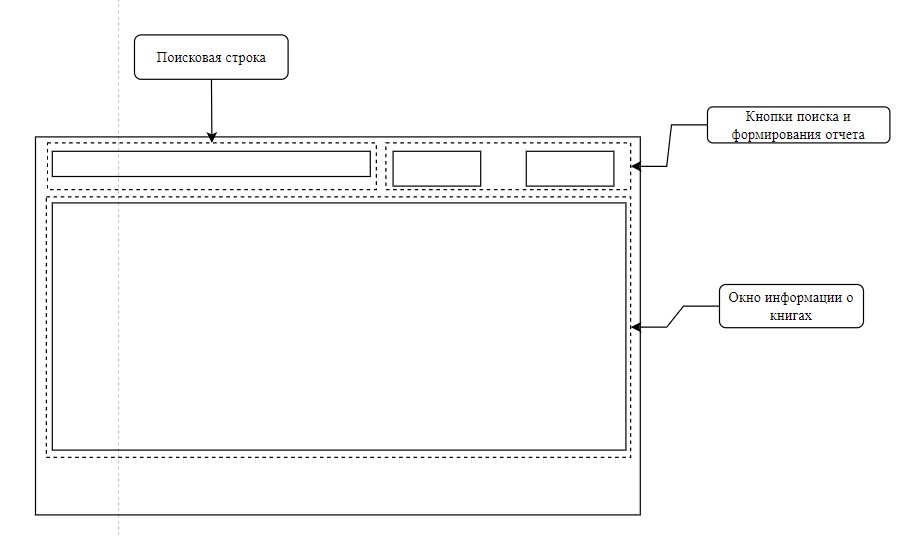 Поисковая строка
Кнопки поиска и
формирования отчета
Окно информации о
книгах